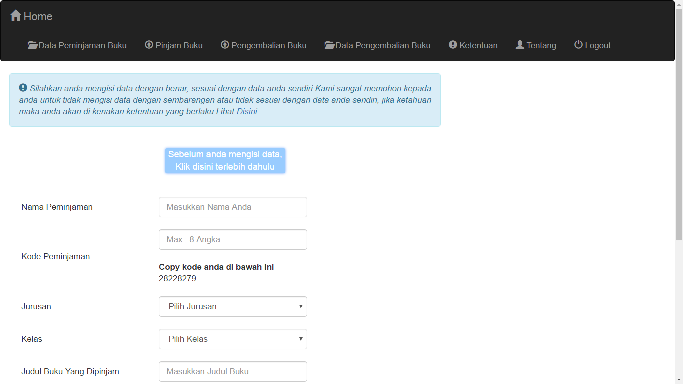 Home
Data Peminjaman Buku Pinjam Buku Pengembalian Buku Data Pengembalian Buku Ketentuan Tentang Logout
Silahkan anda mengisi data dengan benar, sesuai dengan data anda sendiri Kami sangat memohon kepada
anda untuk tidak mengisi data dengan sembarangan atau tidak sesuai dengan data anda sendiri, jika ketahuan
maka anda akan di kenakan ketentuan yang berlaku Lihat Disini
Sebelum anda mengisi data,
Klik disini terlebih dahulu
Nama Peminjaman Masukkan Nama Anda
Max : 8 Angka
Kode Peminjaman
Copy kode anda di bawah ini
28228279
Jurusan Pilih Jurusan
Kelas Pilih Kelas
Judul Buku Yang Dipinjam Masukkan Judul Buku